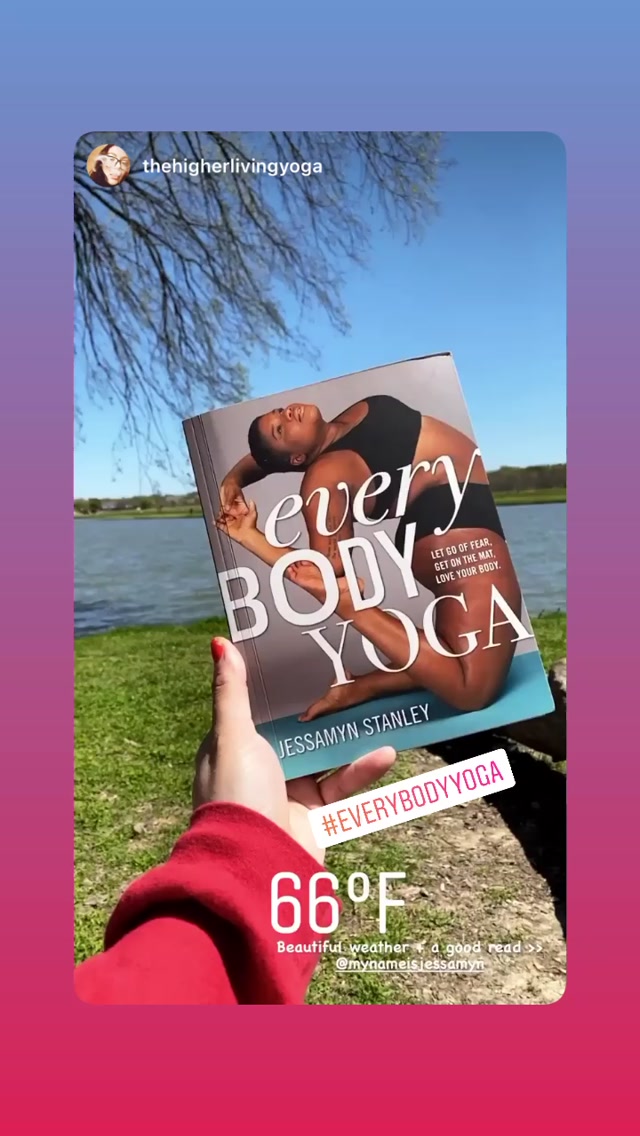 thehigherlivingyoga
every
BODY
YOGA
LET GO OF FEAR,
GET ON THE MAT,
LOVE YOUR BODY.
JESSAMYN STANLEY
#EVERYBODYYOGA
66°F
Beautiful weather & a good read >>
@mynameisjessamyn